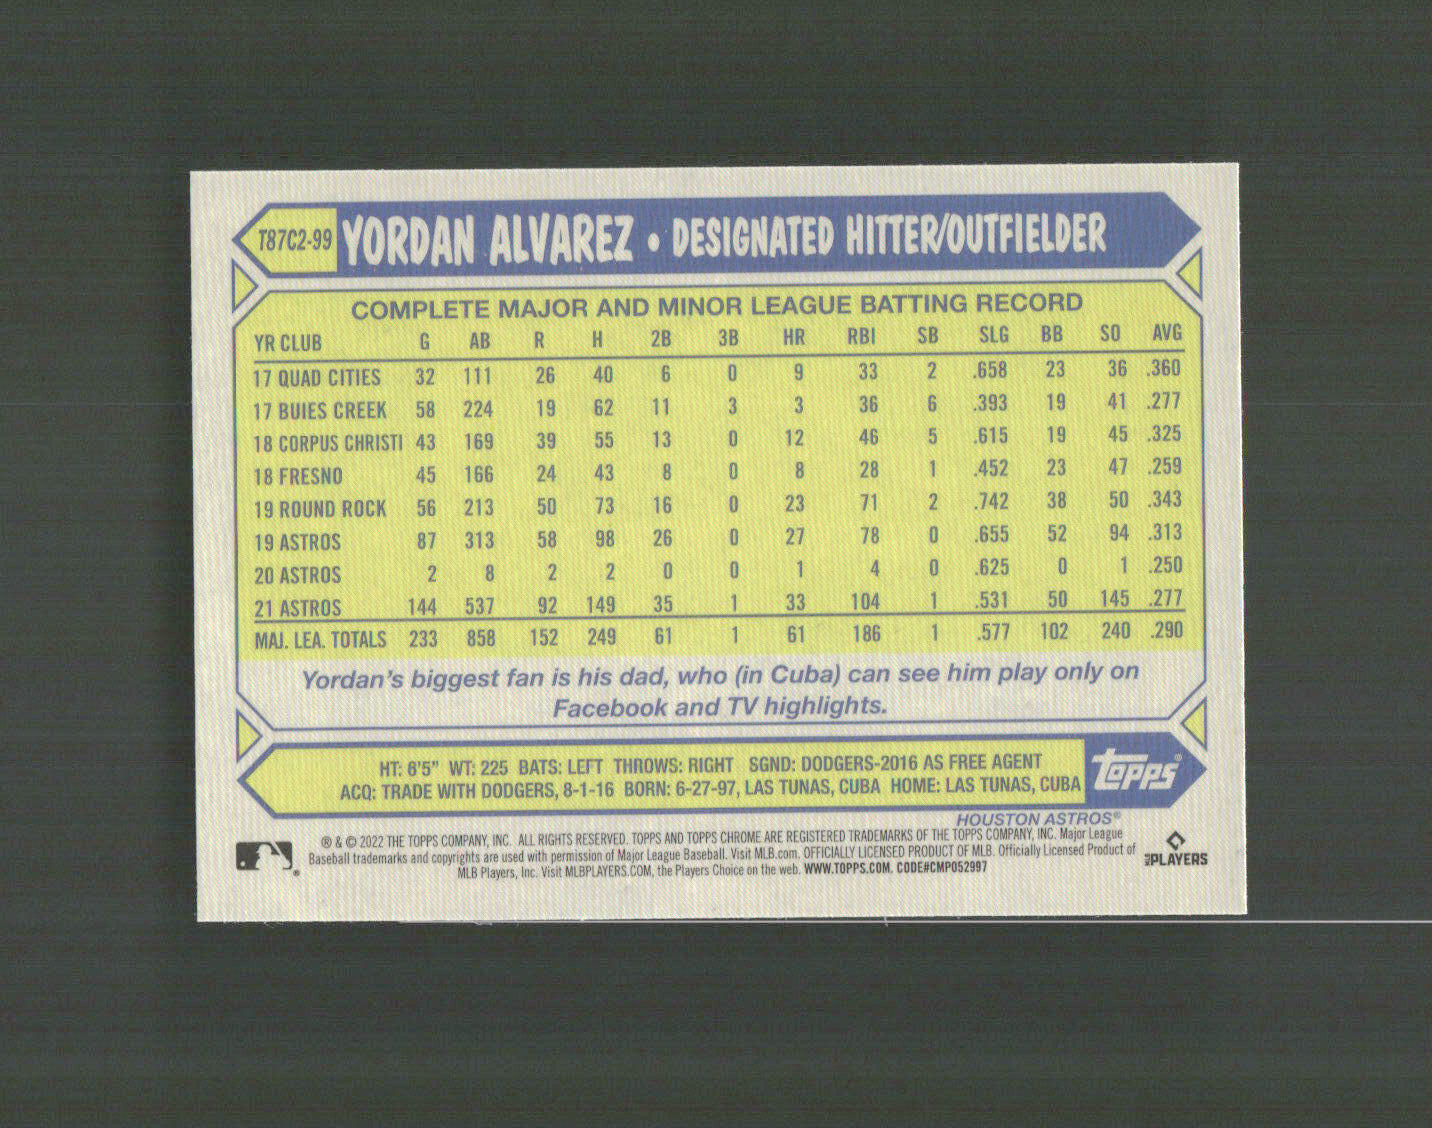 T87C2-99 YORDAN ALVAREZ • DESIGNATED HITTER/OUTFIELDER
COMPLETE MAJOR AND MINOR LEAGUE BATTING RECORD
YR CLUB G AB R H 2B 3B HR RBI SB SLG BB SO AVG
17 QUAD CITIES 32 111 26 40 6 0 9 33 2 .658 23 36 .360
17 BUIES CREEK 58 224 19 62 11 3 3 36 6 .393 19 41 .277
18 CORPUS CHRISTI 43 169 39 55 13 0 12 46 5 .615 19 45 .325
18 FRESNO 45 166 24 43 8 0 8 28 1 .452 23 47 .259
19 ROUND ROCK 56 213 50 73 16 0 23 71 2 .742 38 50 .343
19 ASTROS 87 313 58 98 26 0 27 78 0 .655 52 94 .313
20 ASTROS 2 8 2 2 0 0 1 4 0 .625 0 1 .250
21 ASTROS 144 537 92 149 35 1 33 104 1 .531 50 145 .277
MAJ. LEA. TOTALS 233 858 152 249 61 1 61 186 1 .577 102 240 .290
Yordan's biggest fan is his dad, who (in Cuba) can see him play only on
Facebook and TV highlights.
HT: 6'5" WT: 225 BATS: LEFT THROWS: RIGHT SGND: DODGERS-2016 AS FREE AGENT
ACQ: TRADE WITH DODGERS, 8-1-16 BORN: 6-27-97, LAS TUNAS, CUBA HOME: LAS TUNAS, CUBA
Topps®
HOUSTON ASTROS®
® & © 2022 THE TOPPS COMPANY, INC. ALL RIGHTS RESERVED. TOPPS AND TOPPS CHROME ARE REGISTERED TRADEMARKS OF THE TOPPS COMPANY, INC. Major League
Baseball trademarks and copyrights are used with permission of Major League Baseball. Visit MLB.com. OFFICIALLY LICENSED PRODUCT OF MLB. Officially Licensed Product of
MLB Players, Inc. Visit MLBPLAYERS.COM, the Players Choice on the web. WWW.TOPPS.COM. CODE#CMP052997
MLB PLAYERS